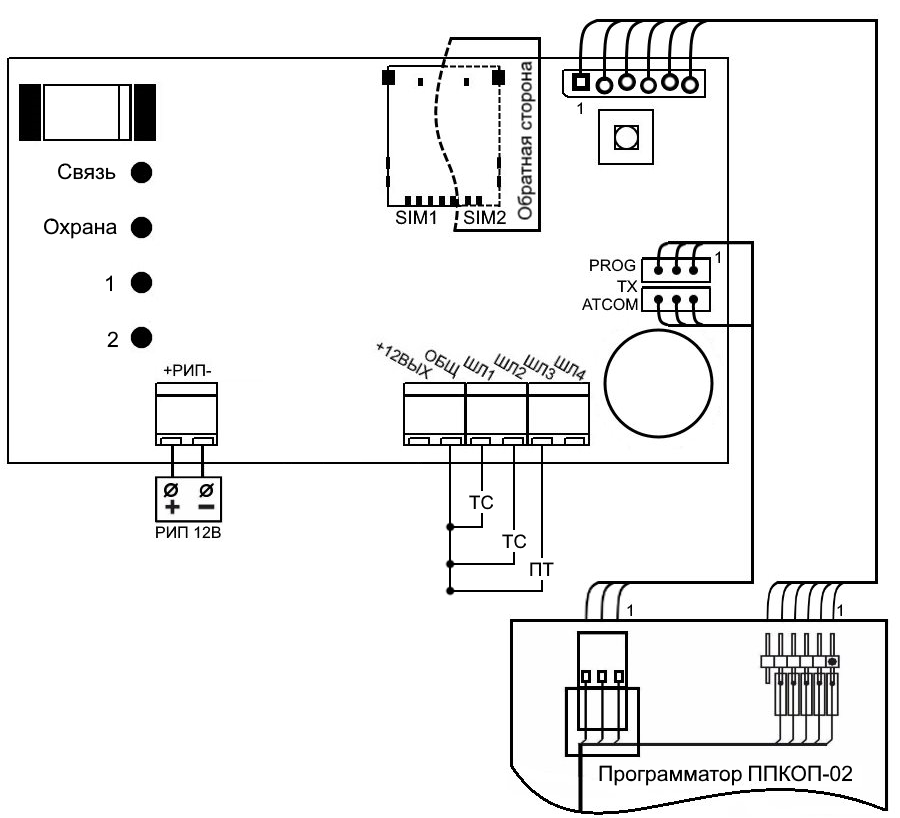 Обратная сторона
1
Связь
Охрана
1
2
SIM1 SIM2
PROG
1
TX
ATCOM
+РИП-
+12ВЫХ
ОБЩ
ШЛ1
ШЛ2
ШЛ3
ШЛ4
+ −
РИП 12В
ТС
ТС
ПТ
1
1
Программатор ППКОП-02